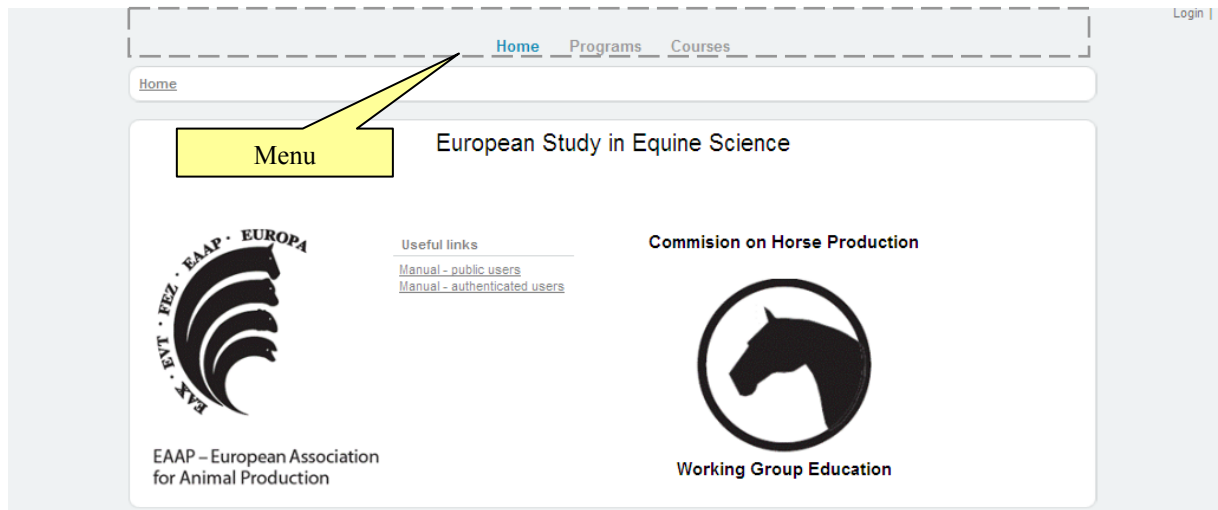 Login |
Home Programs Courses
Home
Menu
European Study in Equine Science
EAAP · EUROPA
EAX · EVT · FEZ ·
Useful links
Manual - public users
Manual - authenticated users
Commision on Horse Production
Working Group Education
EAAP – European Association
for Animal Production